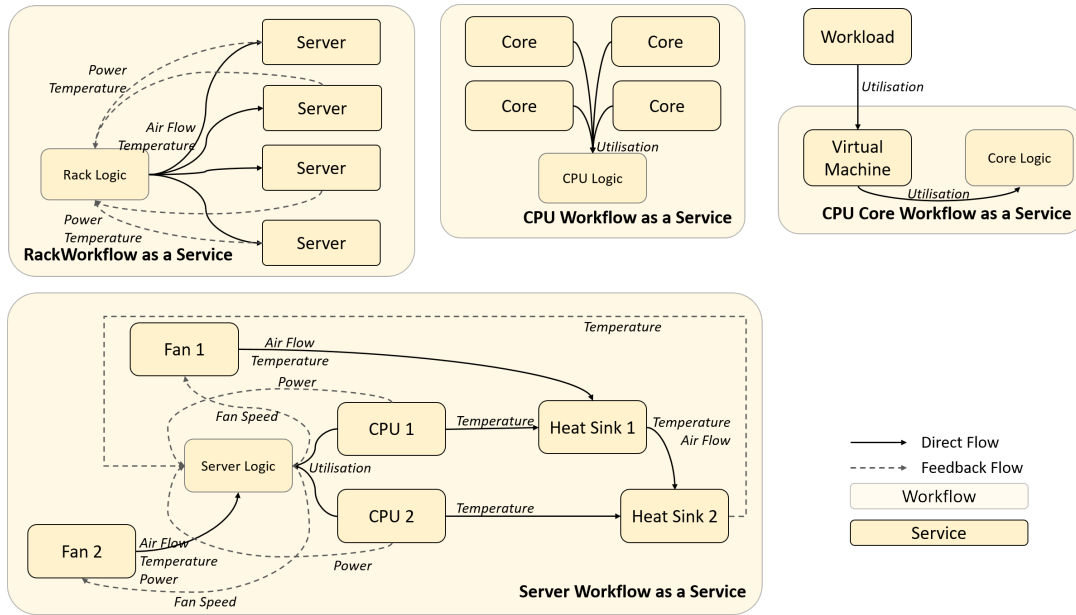 Server
Power
Temperature
Server
Air Flow
Temperature
Server
Rack Logic
Power
Temperature
Server
RackWorkflow as a Service
Core
Core
Core
Core
Utilisation
CPU Logic
CPU Workflow as a Service
Workload
Utilisation
Virtual
Machine
Core Logic
Utilisation
CPU Core Workflow as a Service
Temperature
Fan 1
Air Flow
Temperature
Power
Fan Speed
CPU 1
Temperature
Heat Sink 1
Temperature
Air Flow
Server Logic
Utilisation
CPU 2
Temperature
Heat Sink 2
Fan 2
Air Flow
Temperature
Power
Power
Fan Speed
Server Workflow as a Service
Direct Flow
Feedback Flow
Workflow
Service